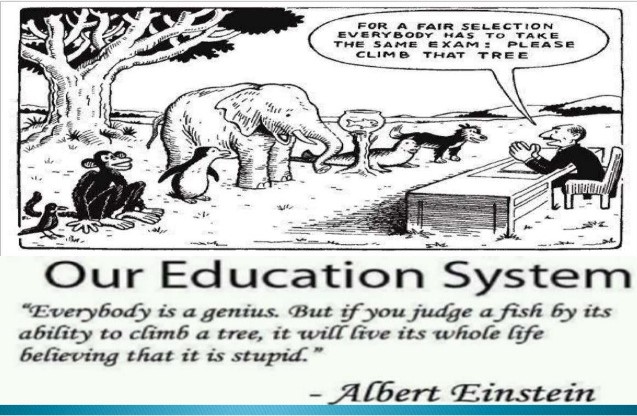 FOR A FAIR SELECTION
EVERYBODY HAS TO TAKE
THE SAME EXAM: PLEASE
CLIMB THAT TREE
Our Education System
"Everybody is a genius. But if you judge a fish by its
ability to climb a tree, it will live its whole life
believing that it is stupid."
- Albert Einstein